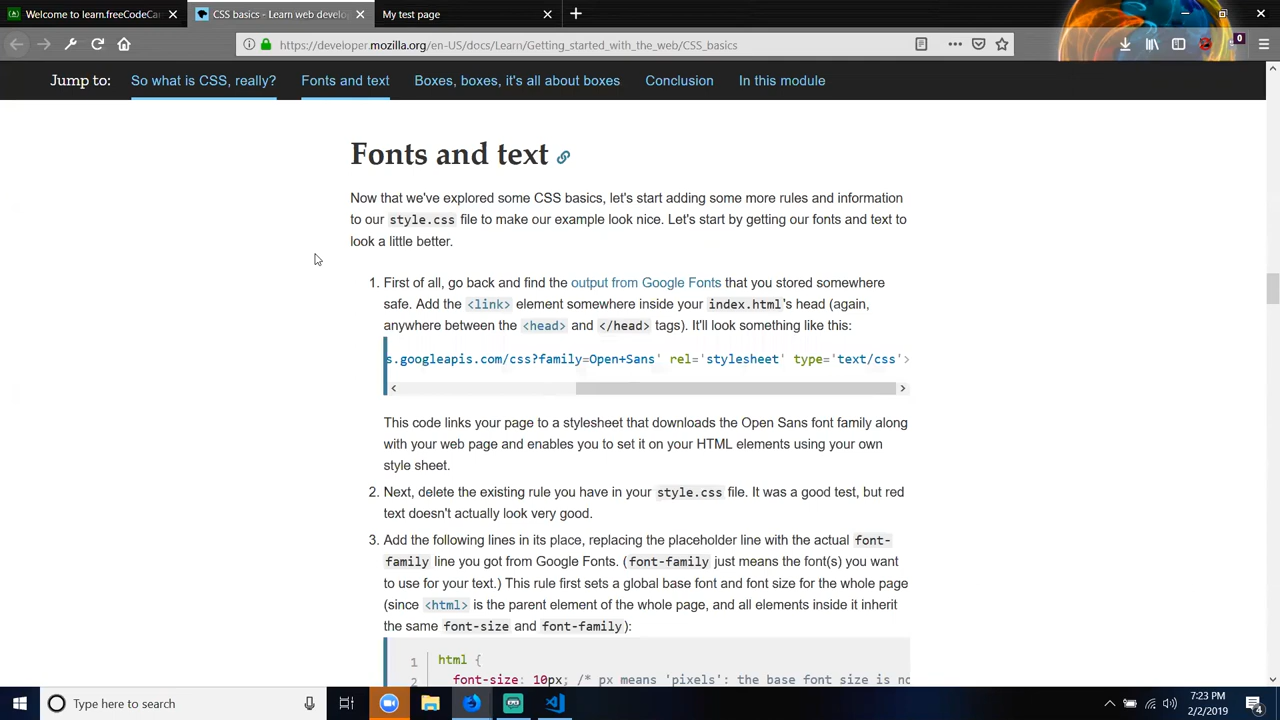 Welcome to learn.freeCodeCa
CSS basics - Learn web develo
My test page
https://developer.mozilla.org/en-US/docs/Learn/Getting_started_with_the_web/CSS_basics
0
Jump to: So what is CSS, really? Fonts and text Boxes, boxes, it's all about boxes Conclusion In this module
Fonts and text
Now that we've explored some CSS basics, let's start adding some more rules and information
to our style.css file to make our example look nice. Let's start by getting our fonts and text to
look a little better.
1. First of all, go back and find the output from Google Fonts that you stored somewhere
safe. Add the <link> element somewhere inside your index.html's head (again,
anywhere between the <head> and </head> tags). It'll look something like this:
s.googleapis.com/css?family=Open+Sans' rel='stylesheet' type='text/css'>
This code links your page to a stylesheet that downloads the Open Sans font family along
with your web page and enables you to set it on your HTML elements using your own
style sheet.
2. Next, delete the existing rule you have in your style.css file. It was a good test, but red
text doesn't actually look very good.
3. Add the following lines in its place, replacing the placeholder line with the actual font-
family line you got from Google Fonts. (font-family just means the font(s) you want
to use for your text.) This rule first sets a global base font and font size for the whole page
(since <html> is the parent element of the whole page, and all elements inside it inherit
the same font-size and font-family):
1 html {
2 font-size: 10px; /* px means 'pixels': the base font size is no
Type here to search
7:23 PM
2/2/2019
4